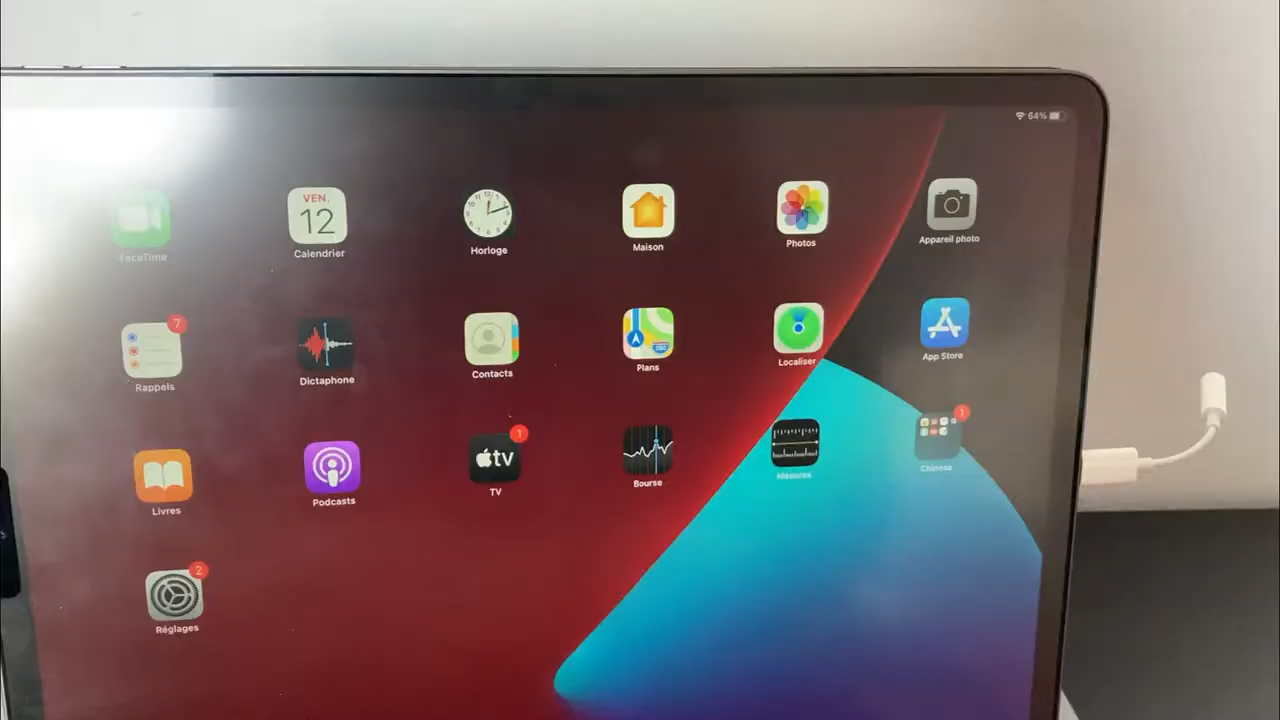 64%
FaceTime
VEN.
12
Calendrier
Horloge
Maison
Photos
Appareil photo
7
Rappels
Dictaphone
Contacts
Plans
Localiser
App Store
Livres
Podcasts
1
tv
TV
Bourse
Mesures
1
Chinese
2
Réglages